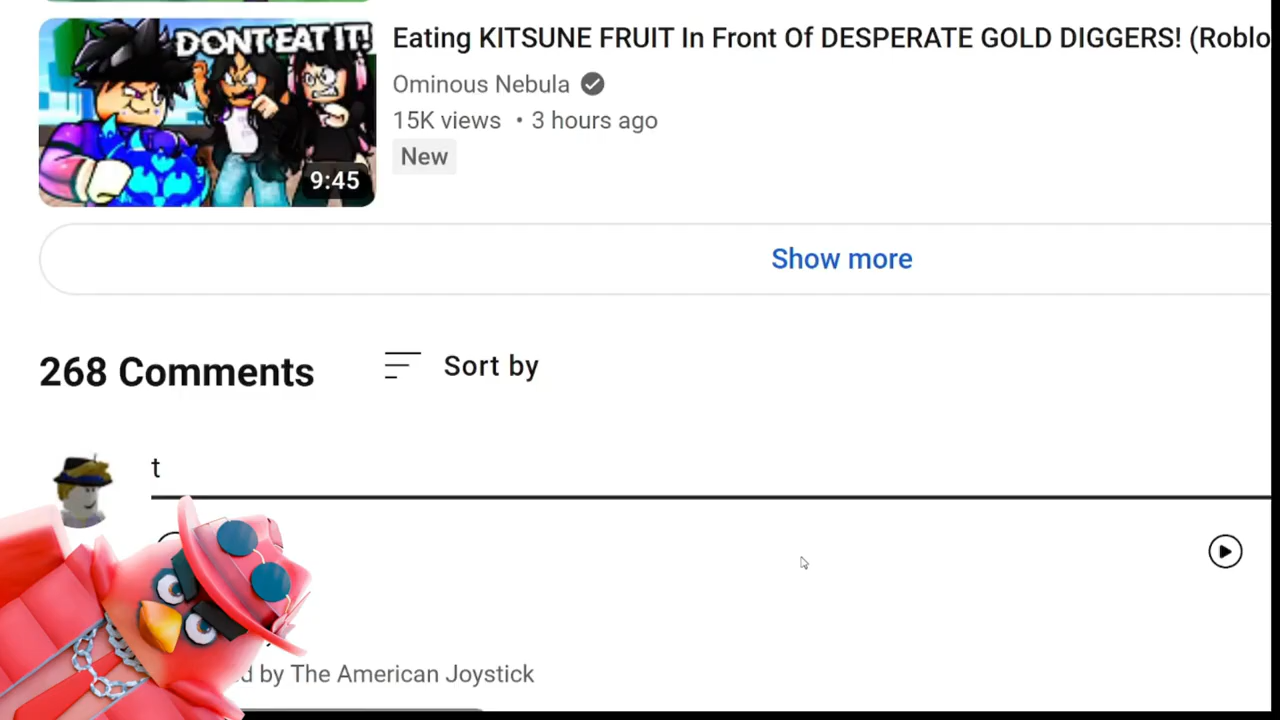 DONT EAT IT!
9:45
Eating KITSUNE FRUIT In Front Of DESPERATE GOLD DIGGERS! (Roblo
Ominous Nebula
15K views • 3 hours ago
New
Show more
268 Comments
Sort by
t
by The American Joystick